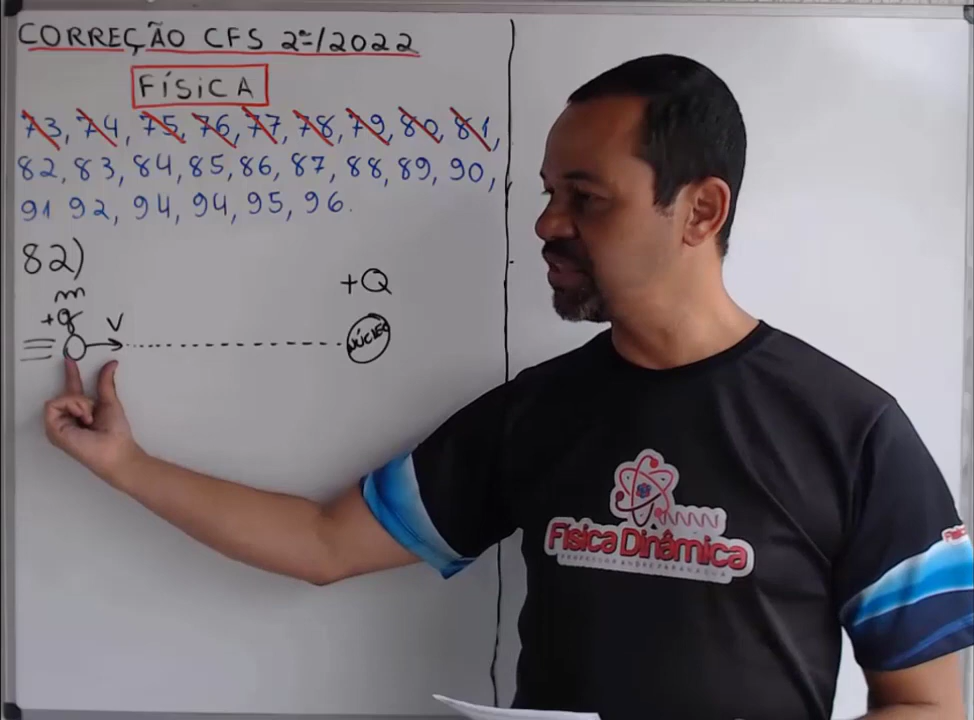 CORREÇÃO CFS 2º/2022
FÍSICA
73, 74, 75, 76, 77, 78, 79, 80, 81,
82, 83, 84, 85, 86, 87, 88, 89, 90,
91 92, 94, 94, 95, 96.
82)
m
+q
V
+Q
NÚCLEO
Física Dinâmica